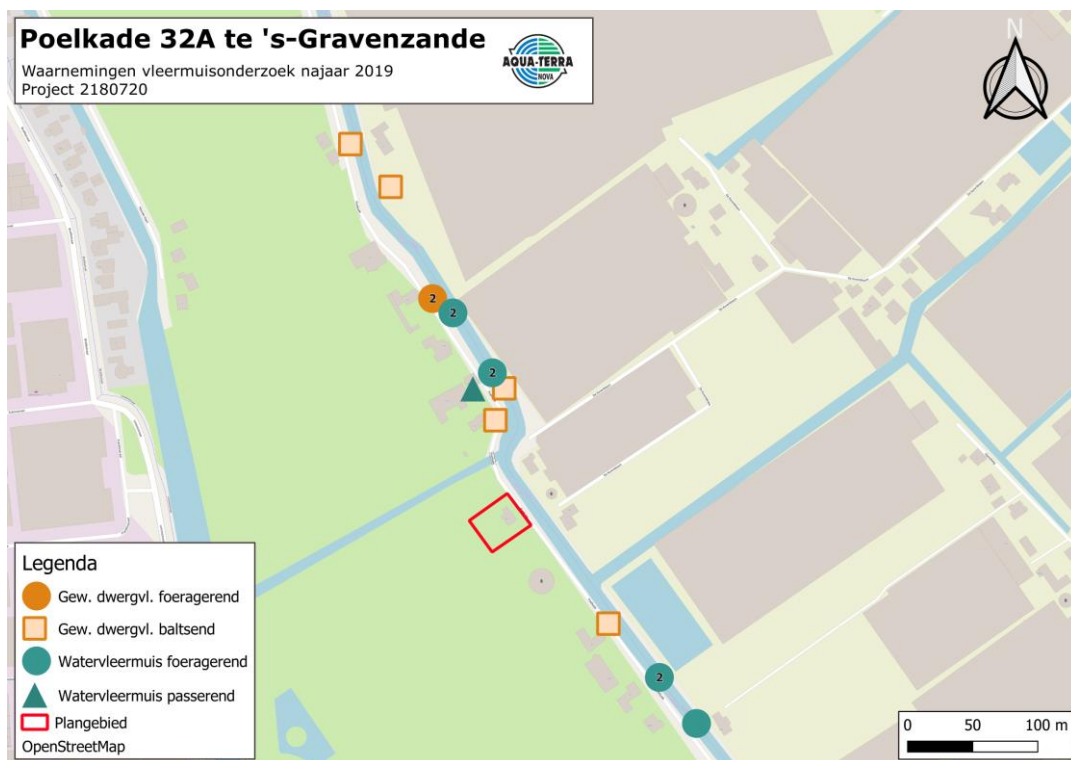 Poelkade 32A te 's-Gravenzande
Waarnemingen vleermuisonderzoek najaar 2019
Project 2180720
AQUA-TERRA
NOVA
N
2
2
2
2
Legenda
Gew. dwergvl. foeragerend
Gew. dwergvl. baltsend
Watervleermuis foeragerend
Watervleermuis passerend
Plangebied
OpenStreetMap
0 50 100 m